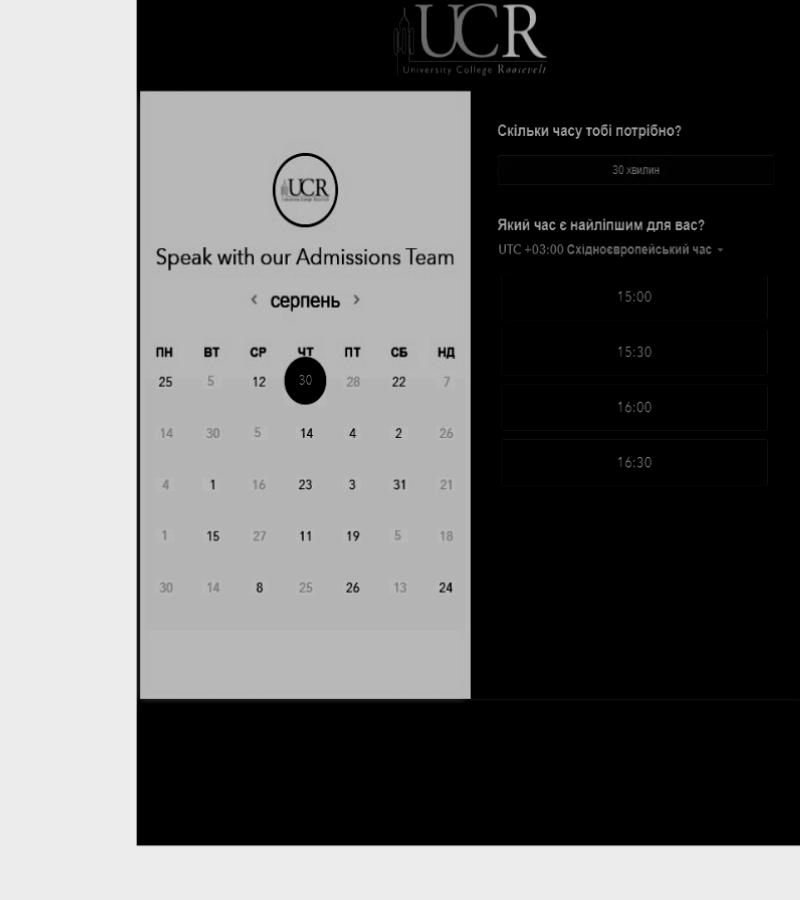 UCR
University College Roosevelt
UCR
Speak with our Admissions Team
< серпень >
ПН ВТ СР ЧТ ПТ СБ НД
25 5 12 30 28 22 7
14 30 5 14 4 2 26
4 1 16 23 3 31 21
1 15 27 11 19 5 18
30 14 8 25 26 13 24
Скільки часу тобі потрібно?
30 хвилин
Який час є найліпшим для вас?
UTC +03:00 Східноєвропейський час
15:00
15:30
16:00
16:30